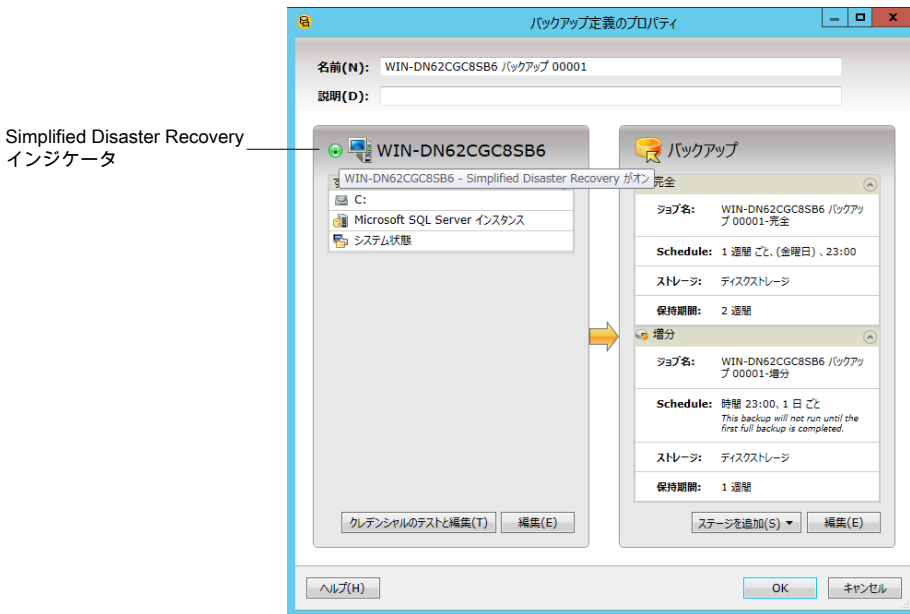 バックアップ定義のプロパティ
名前(N): WIN-DN62CGC8SB6 バックアップ 00001
説明(D):
Simplified Disaster Recovery
インジケータ
WIN-DN62CGC8SB6
WIN-DN62CGC8SB6 - Simplified Disaster Recovery がオン
C:
Microsoft SQL Server インスタンス
システム状態
クレデンシャルのテストと編集(T)
編集(E)
バックアップ
完全
ジョブ名: WIN-DN62CGC8SB6 バックアッ
プ 00001-完全
Schedule: 1 週間 ごと、(金曜日) 、23:00
ストレージ: ディスクストレージ
保持期間: 2 週間
増分
ジョブ名: WIN-DN62CGC8SB6 バックアッ
プ 00001-増分
Schedule: 時間 23:00、1 日 ごと
This backup will not run until the
first full backup is completed.
ストレージ: ディスクストレージ
保持期間: 1 週間
ステージを追加(S)
編集(E)
ヘルプ(H)
OK
キャンセル